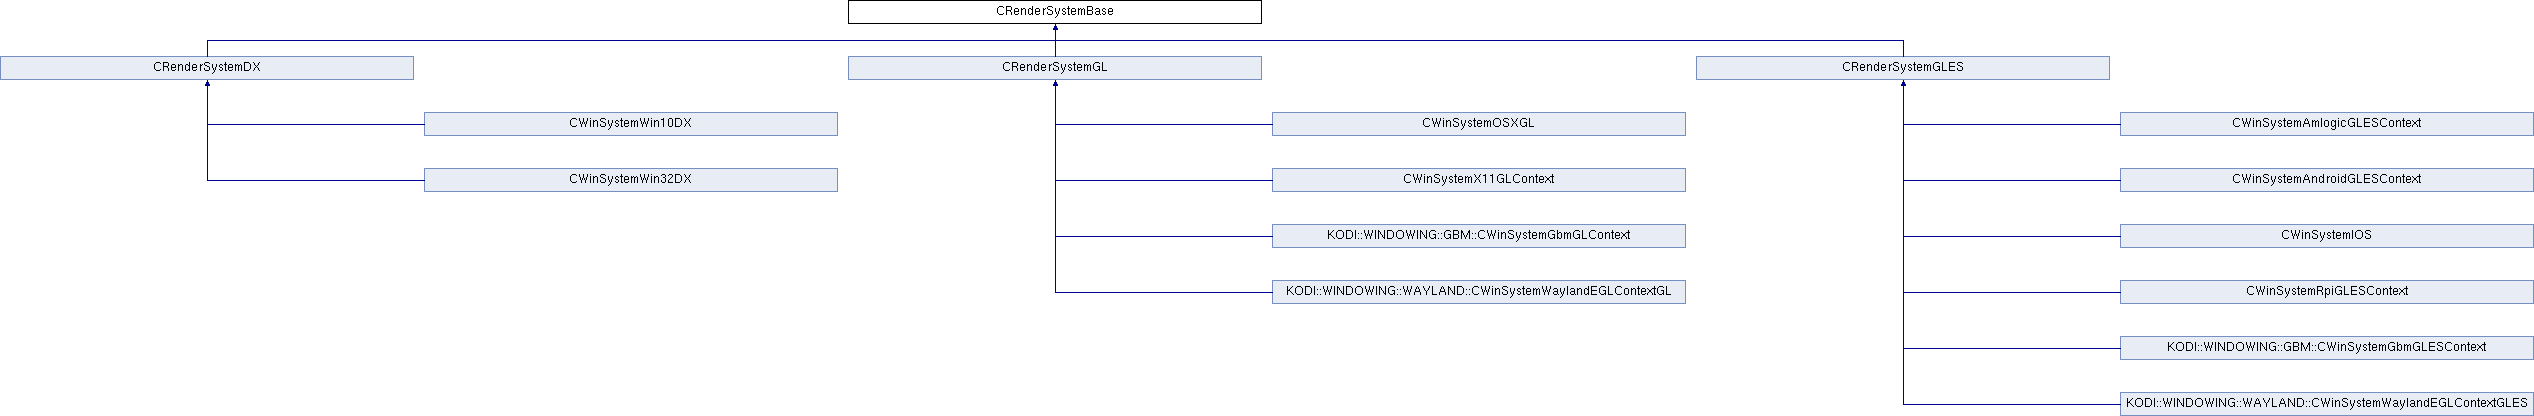 CRenderSystemBase
CRenderSystemDX
CRenderSystemGL
CRenderSystemGLES
CWinSystemWin10DX
CWinSystemOSXGL
CWinSystemAmlogicGLESContext
CWinSystemWin32DX
CWinSystemX11GLContext
CWinSystemAndroidGLESContext
KODI::WINDOWING::GBM::CWinSystemGbmGLContext
CWinSystemIOS
KODI::WINDOWING::WAYLAND::CWinSystemWaylandEGLContextGL
CWinSystemRpiGLESContext
KODI::WINDOWING::GBM::CWinSystemGbmGLESContext
KODI::WINDOWING::WAYLAND::CWinSystemWaylandEGLContextGLES